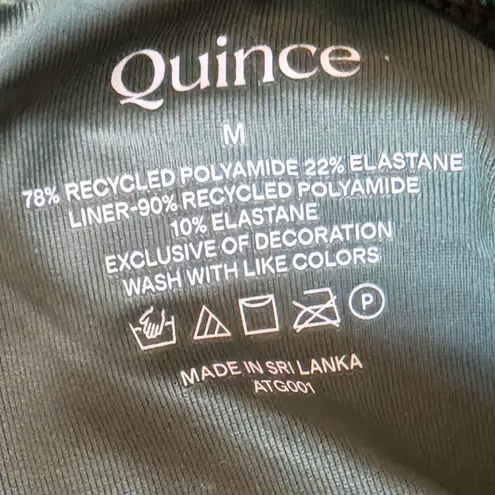 Quince
M
78% RECYCLED POLYAMIDE 22% ELASTANE
LINER-90% RECYCLED POLYAMIDE
10% ELASTANE
EXCLUSIVE OF DECORATION
WASH WITH LIKE COLORS
P
MADE IN SRI LANKA
ATG001